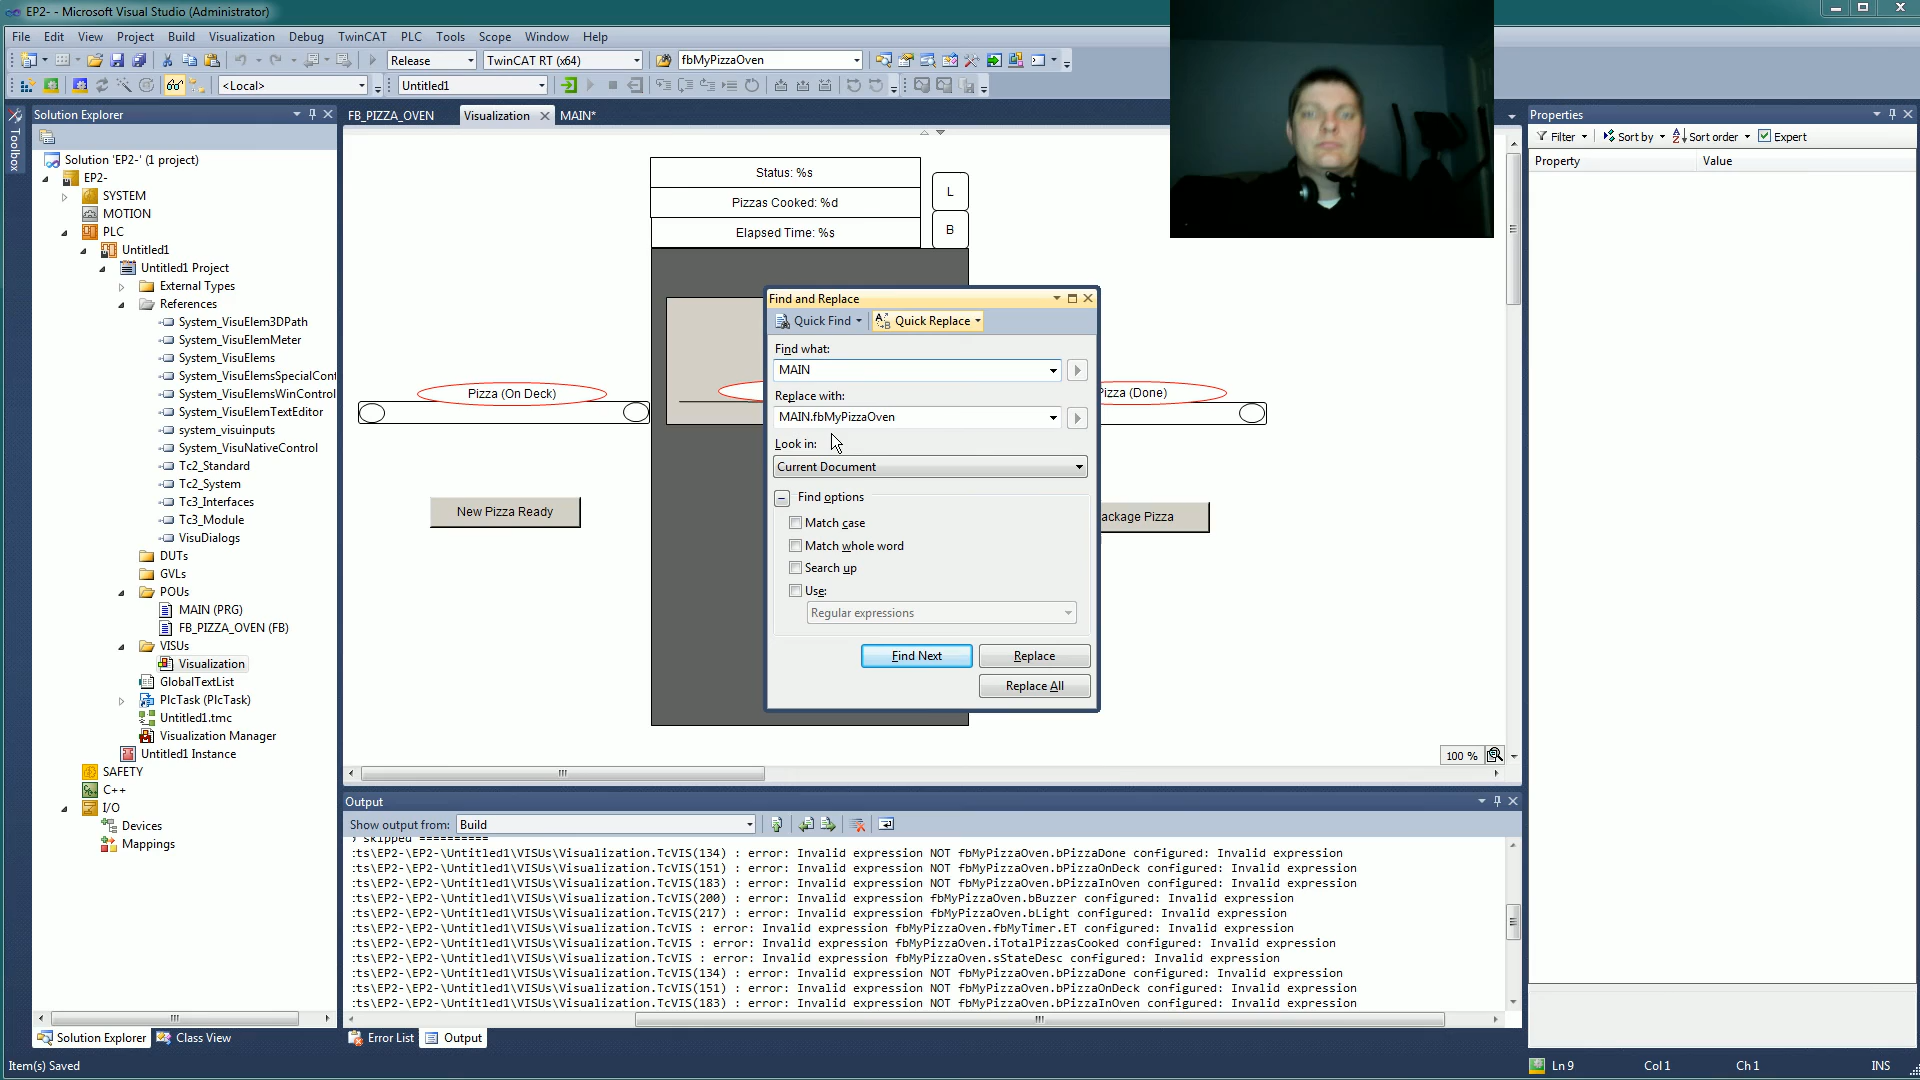 EP2- - Microsoft Visual Studio (Administrator)
File Edit View Project Build Visualization Debug TwinCAT PLC Tools Scope Window Help
Release TwinCAT RT (x64) fbMyPizzaOven
<Local> Untitled1
Toolbox
Solution Explorer
Solution 'EP2-' (1 project)
EP2-
SYSTEM
MOTION
PLC
Untitled1
Untitled1 Project
External Types
References
System_VisuElem3DPath
System_VisuElemMeter
System_VisuElems
System_VisuElemsSpecialCont
System_VisuElemsWinControl
System_VisuElemTextEditor
system_visuinputs
System_VisuNativeControl
Tc2_Standard
Tc2_System
Tc3_Interfaces
Tc3_Module
VisuDialogs
DUTs
GVLs
POUs
MAIN (PRG)
FB_PIZZA_OVEN (FB)
VISUs
Visualization
GlobalTextList
PlcTask (PlcTask)
Untitled1.tmc
Visualization Manager
Untitled1 Instance
SAFETY
C++
I/O
Devices
Mappings
Solution Explorer Class View
FB_PIZZA_OVEN Visualization MAIN*
Status: %s
Pizzas Cooked: %d
Elapsed Time: %s
L
B
Pizza (On Deck)
Pizza (Done)
New Pizza Ready
ackage Pizza
100 %
Find and Replace
Quick Find Quick Replace
Find what:
MAIN
Replace with:
MAIN.fbMyPizzaOven
Look in:
Current Document
Find options
Match case
Match whole word
Search up
Use:
Regular expressions
Find Next Replace
Replace All
Output
Show output from: Build
skipped ==========
:ts\EP2-\EP2-\Untitled1\VISUs\Visualization.TcVIS(134) : error: Invalid expression NOT fbMyPizzaOven.bPizzaDone configured: Invalid expression
:ts\EP2-\EP2-\Untitled1\VISUs\Visualization.TcVIS(151) : error: Invalid expression NOT fbMyPizzaOven.bPizzaOnDeck configured: Invalid expression
:ts\EP2-\EP2-\Untitled1\VISUs\Visualization.TcVIS(183) : error: Invalid expression NOT fbMyPizzaOven.bPizzaInOven configured: Invalid expression
:ts\EP2-\EP2-\Untitled1\VISUs\Visualization.TcVIS(200) : error: Invalid expression fbMyPizzaOven.bBuzzer configured: Invalid expression
:ts\EP2-\EP2-\Untitled1\VISUs\Visualization.TcVIS(217) : error: Invalid expression fbMyPizzaOven.bLight configured: Invalid expression
:ts\EP2-\EP2-\Untitled1\VISUs\Visualization.TcVIS : error: Invalid expression fbMyPizzaOven.fbMyTimer.ET configured: Invalid expression
:ts\EP2-\EP2-\Untitled1\VISUs\Visualization.TcVIS : error: Invalid expression fbMyPizzaOven.iTotalPizzasCooked configured: Invalid expression
:ts\EP2-\EP2-\Untitled1\VISUs\Visualization.TcVIS : error: Invalid expression fbMyPizzaOven.sStateDesc configured: Invalid expression
:ts\EP2-\EP2-\Untitled1\VISUs\Visualization.TcVIS(134) : error: Invalid expression NOT fbMyPizzaOven.bPizzaDone configured: Invalid expression
:ts\EP2-\EP2-\Untitled1\VISUs\Visualization.TcVIS(151) : error: Invalid expression NOT fbMyPizzaOven.bPizzaOnDeck configured: Invalid expression
:ts\EP2-\EP2-\Untitled1\VISUs\Visualization.TcVIS(183) : error: Invalid expression NOT fbMyPizzaOven.bPizzaInOven configured: Invalid expression
Error List Output
Properties
Filter Sort by Sort order Expert
Property Value
Item(s) Saved Ln 9 Col 1 Ch 1 INS